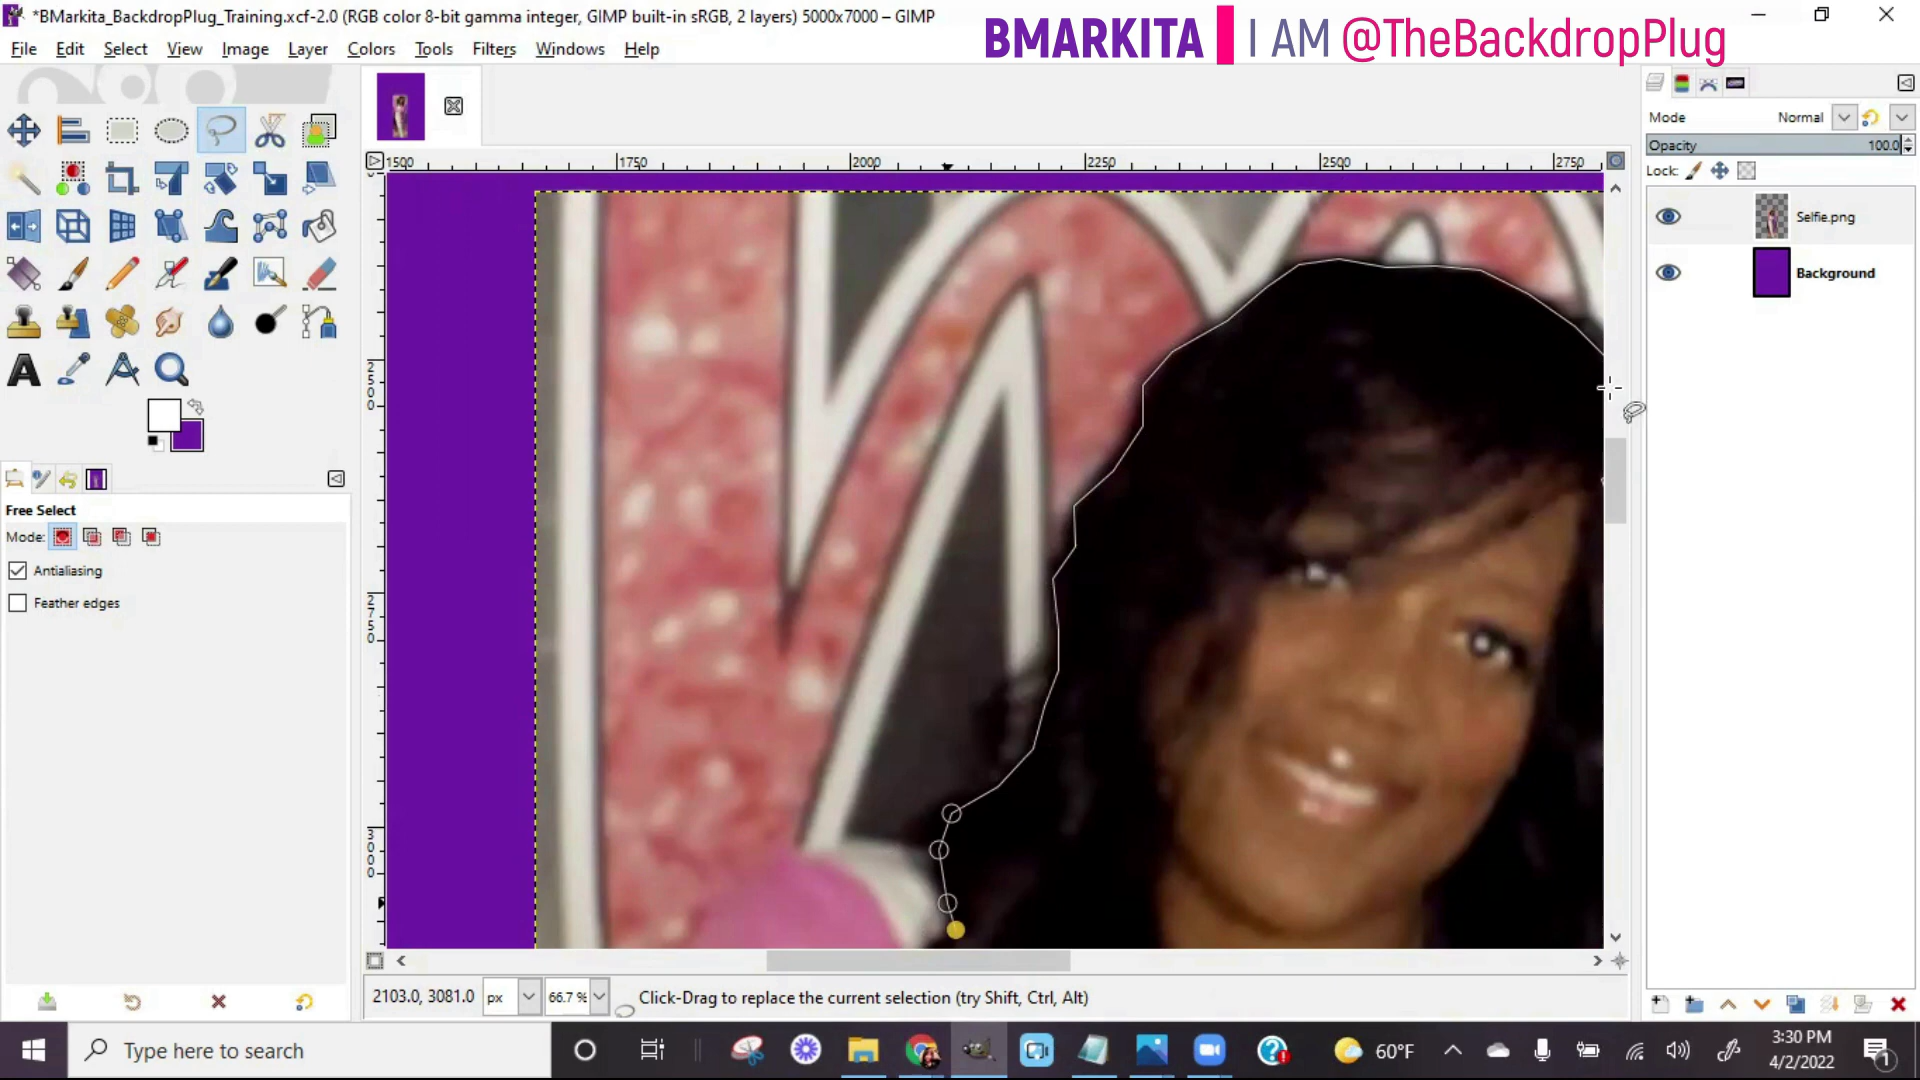 *BMarkita_BackdropPlug_Training.xcf-2.0 (RGB color 8-bit gamma integer, GIMP built-in sRGB, 2 layers) 5000x7000 – GIMP
BMARKITA I AM @TheBackdropPlug
File Edit Select View Image Layer Colors Tools Filters Windows Help
Mode Normal
Opacity 100.0
Lock:
1500 1750 2000 2250 2500 2750
Selfie.png
Background
2500
2750
3000
Free Select
Mode:
Antialiasing
Feather edges
2103.0, 3081.0 px 66.7 % Click-Drag to replace the current selection (try Shift, Ctrl, Alt)
Type here to search
60°F
3:30 PM
4/2/2022
1